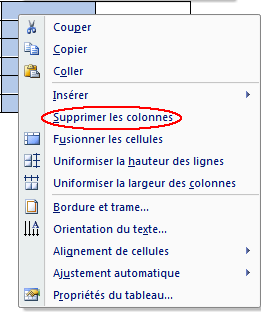 Couper
Copier
Coller
Insérer
Supprimer les colonnes
Fusionner les cellules
Uniformiser la hauteur des lignes
Uniformiser la largeur des colonnes
Bordure et trame...
Orientation du texte...
Alignement de cellules
Ajustement automatique
Propriétés du tableau...